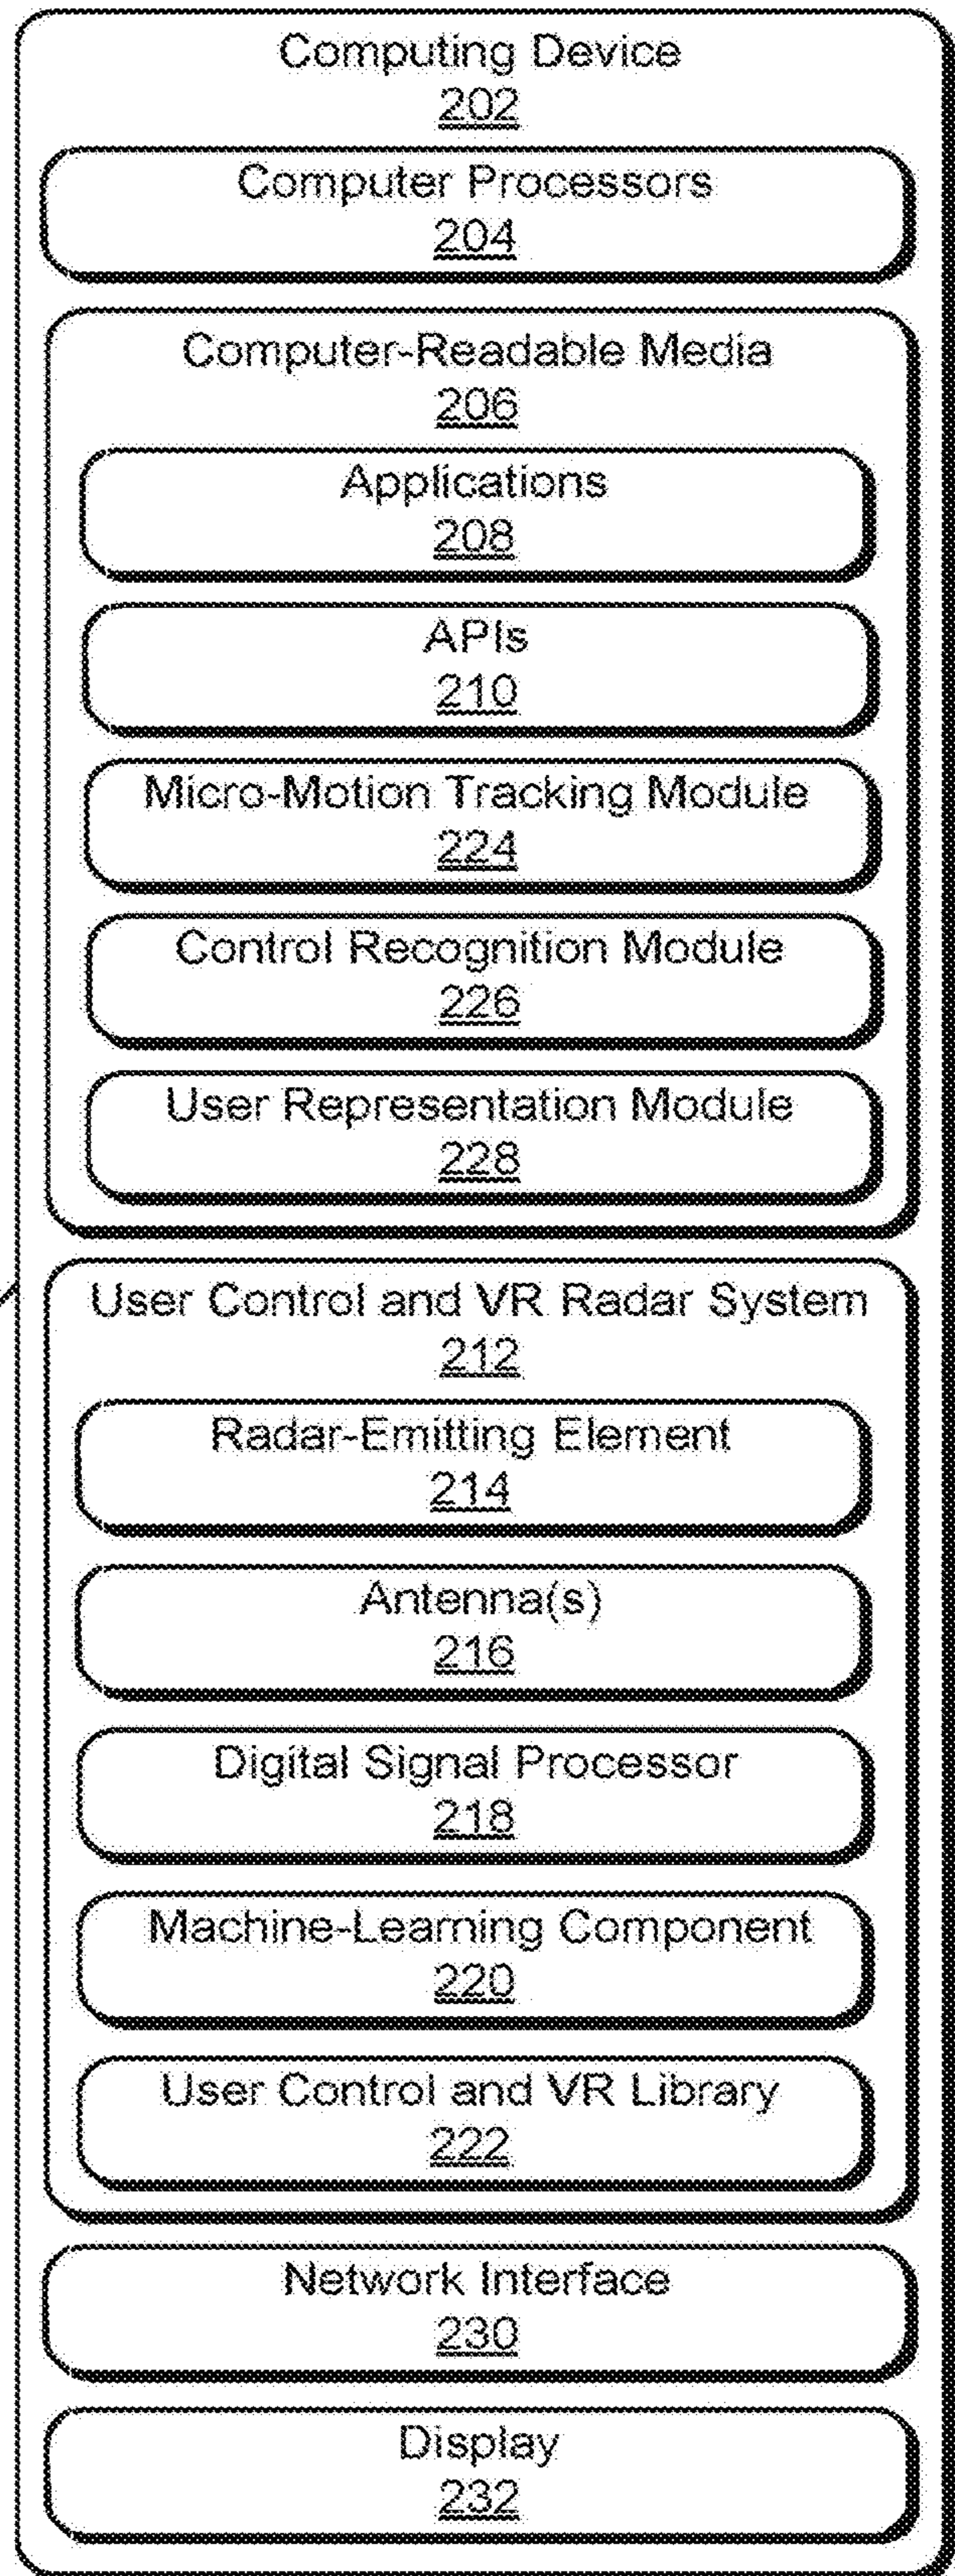 Computing Device
202
Computer Processors
204
Computer-Readable Media
206
Applications
208
APIs
210
Micro-Motion Tracking Module
224
Control Recognition Module
226
User Representation Module
228
User Control and VR Radar System
212
Radar-Emitting Element
214
Antenna(s)
216
Digital Signal Processor
218
Machine-Learning Component
220
User Control and VR Library
222
Network Interface
230
Display
232